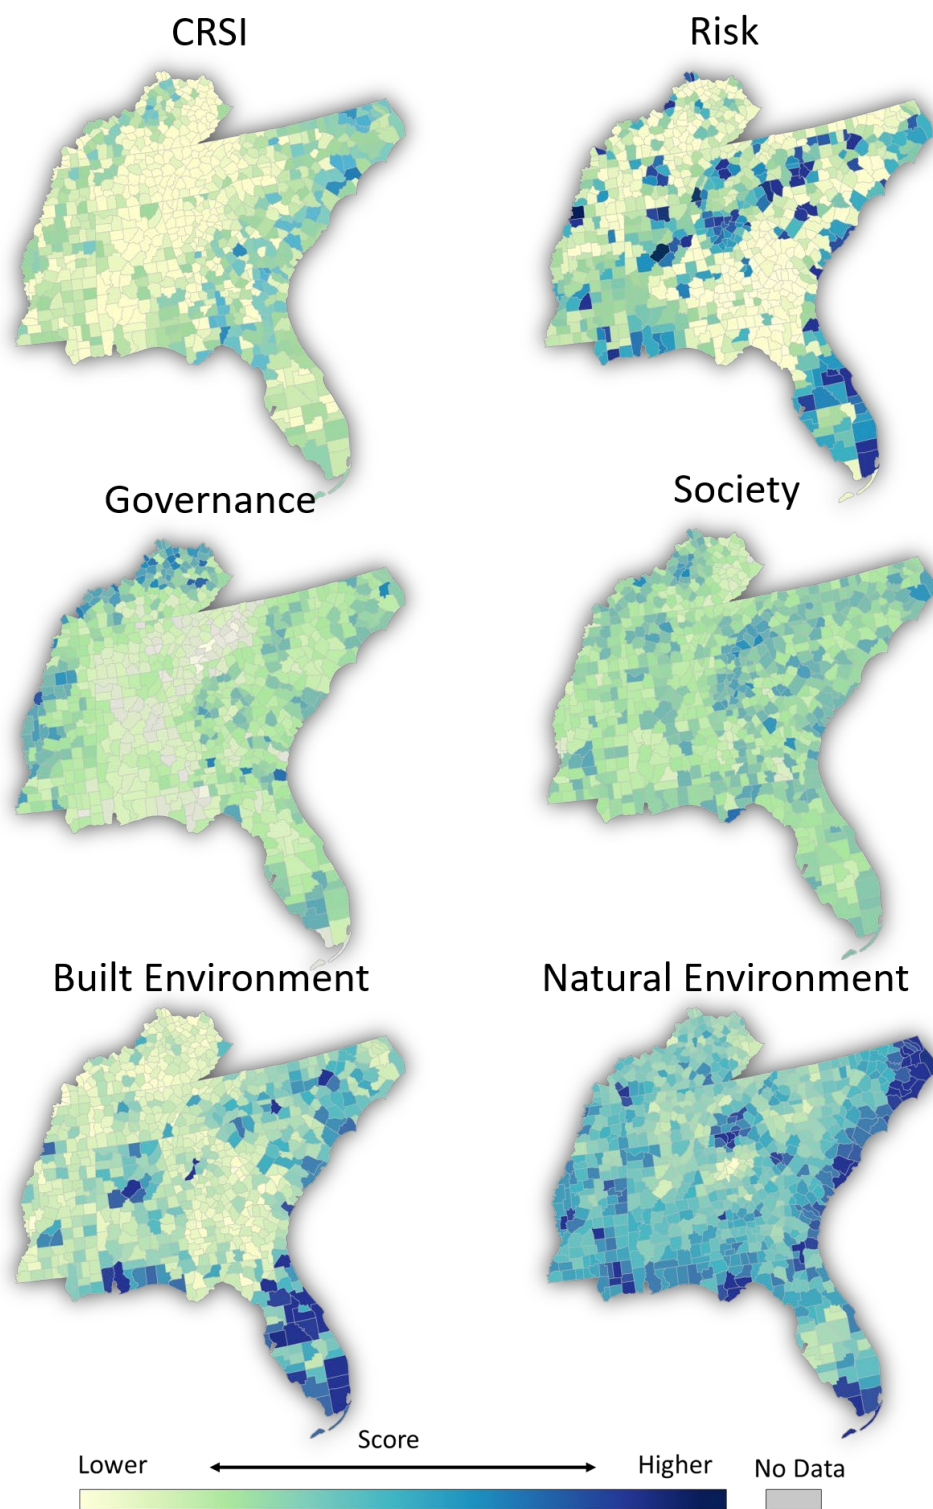 CRSI
Risk
Governance
Society
Built Environment
Natural Environment
Score
Lower
Higher
No Data